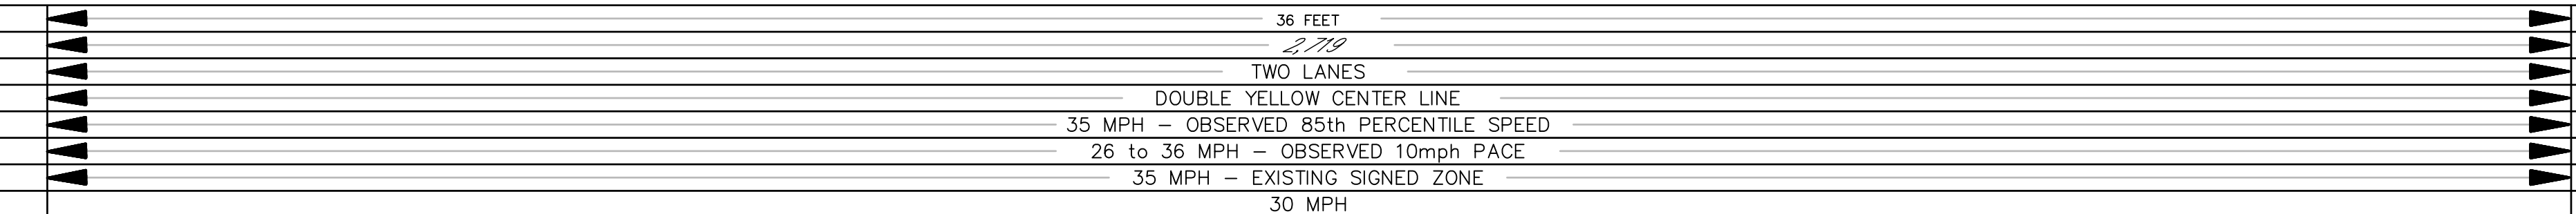 36 FEET
2,719
TWO LANES
DOUBLE YELLOW CENTER LINE
35 MPH – OBSERVED 85th PERCENTILE SPEED
26 to 36 MPH – OBSERVED 10mph PACE
35 MPH – EXISTING SIGNED ZONE
30 MPH